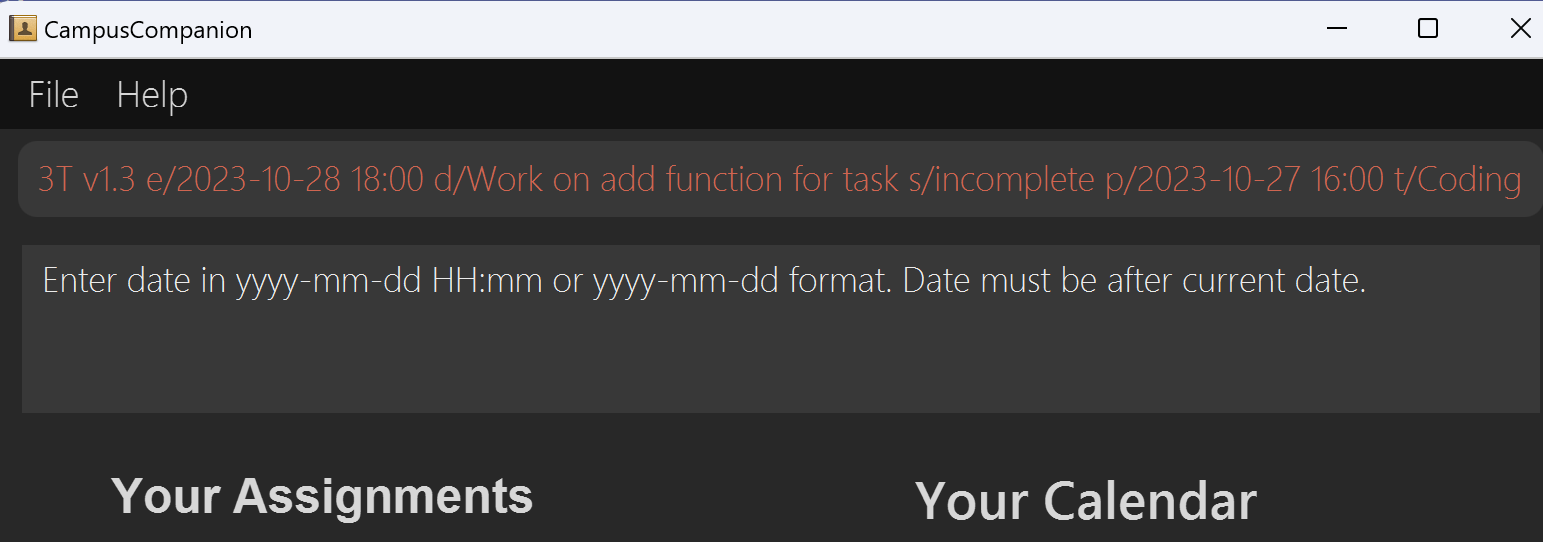 CampusCompanion
File Help
3T v1.3 e/2023-10-28 18:00 d/Work on add function for task s/incomplete p/2023-10-27 16:00 t/Coding
Enter date in yyyy-mm-dd HH:mm or yyyy-mm-dd format. Date must be after current date.
Your Assignments
Your Calendar